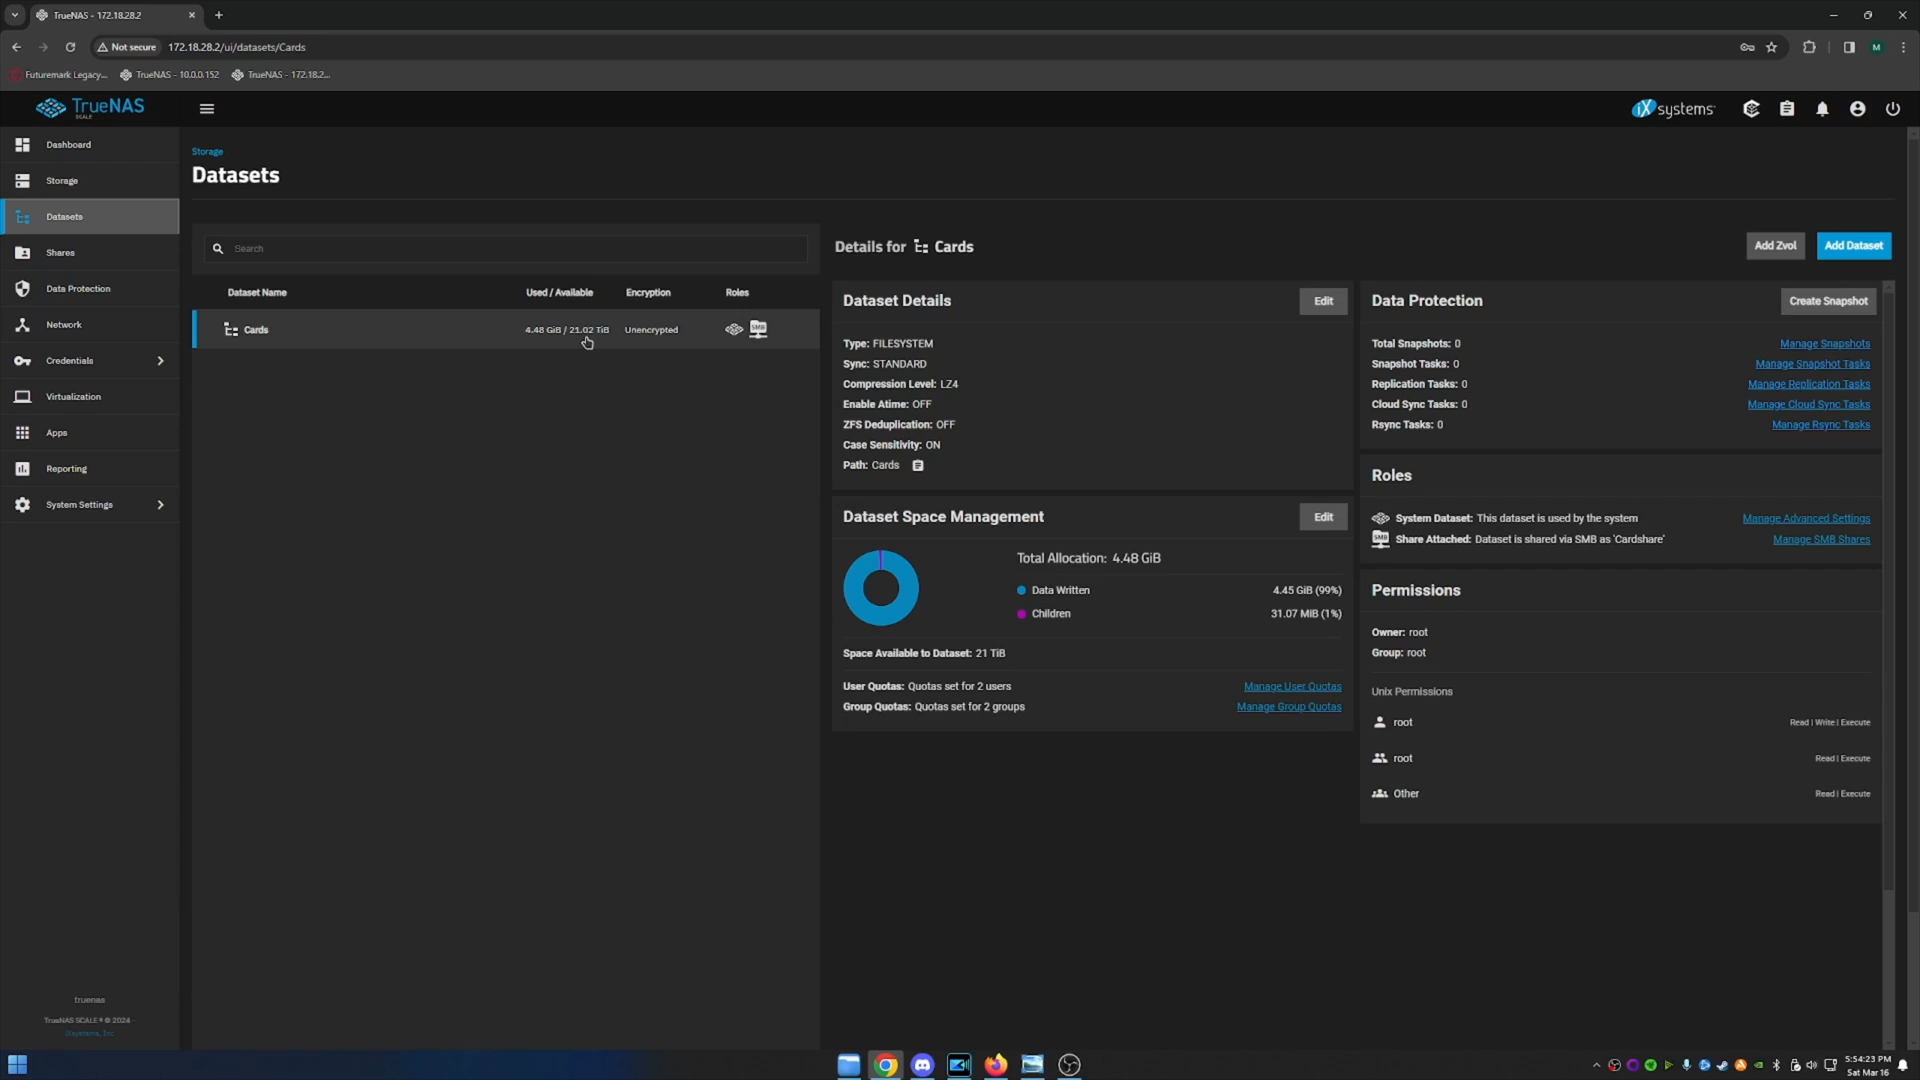 TrueNAS - 172.18.28.2
Not secure 172.18.28.2/ui/datasets/Cards
M
Futuremark Legacy... TrueNAS - 10.0.0.152 TrueNAS - 172.18.2...
TrueNAS
SCALE
iXsystems
Dashboard
Storage
Datasets
Shares
Data Protection
Network
Credentials
Virtualization
Apps
Reporting
System Settings
truenas
TrueNAS SCALE ® © 2024 -
iXsystems, Inc
Storage
Datasets
Search
Dataset Name Used / Available Encryption Roles
Cards 4.48 GiB / 21.02 TiB Unencrypted SMB
Details for Cards
Add Zvol Add Dataset
Dataset Details Edit
Type: FILESYSTEM
Sync: STANDARD
Compression Level: LZ4
Enable Atime: OFF
ZFS Deduplication: OFF
Case Sensitivity: ON
Path: Cards
Dataset Space Management Edit
Total Allocation: 4.48 GiB
Data Written 4.45 GiB (99%)
Children 31.07 MiB (1%)
Space Available to Dataset: 21 TiB
User Quotas: Quotas set for 2 users Manage User Quotas
Group Quotas: Quotas set for 2 groups Manage Group Quotas
Data Protection Create Snapshot
Total Snapshots: 0 Manage Snapshots
Snapshot Tasks: 0 Manage Snapshot Tasks
Replication Tasks: 0 Manage Replication Tasks
Cloud Sync Tasks: 0 Manage Cloud Sync Tasks
Rsync Tasks: 0 Manage Rsync Tasks
Roles
System Dataset: This dataset is used by the system Manage Advanced Settings
SMB Share Attached: Dataset is shared via SMB as 'Cardshare' Manage SMB Shares
Permissions
Owner: root
Group: root
Unix Permissions
root Read | Write | Execute
root Read | Execute
Other Read | Execute
5:54:23 PM
Sat Mar 16